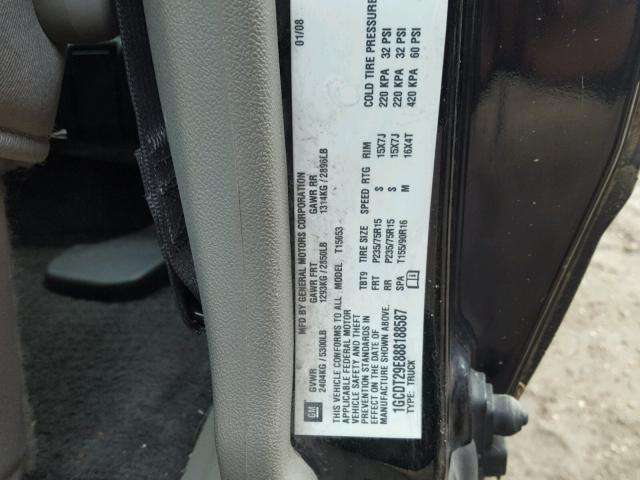 GM MFD BY GENERAL MOTORS CORPORATION 01/08
GVWR GAWR FRT GAWR RR
2404KG / 5300LB 1293KG / 2850LB 1314KG / 2896LB
THIS VEHICLE CONFORMS TO ALL MODEL: T15653
APPLICABLE FEDERAL MOTOR
VEHICLE SAFETY AND THEFT
PREVENTION STANDARDS IN
EFFECT ON THE DATE OF
MANUFACTURE SHOWN ABOVE.
1GCDT29E888188587
TYPE: TRUCK
TBT9 TIRE SIZE SPEED RTG RIM COLD TIRE PRESSURE
FRT P235/75R15 S 15X7J 220 KPA 32 PSI
RR P235/75R15 S 15X7J 220 KPA 32 PSI
SPA T155/90R16 M 16X4T 420 KPA 60 PSI